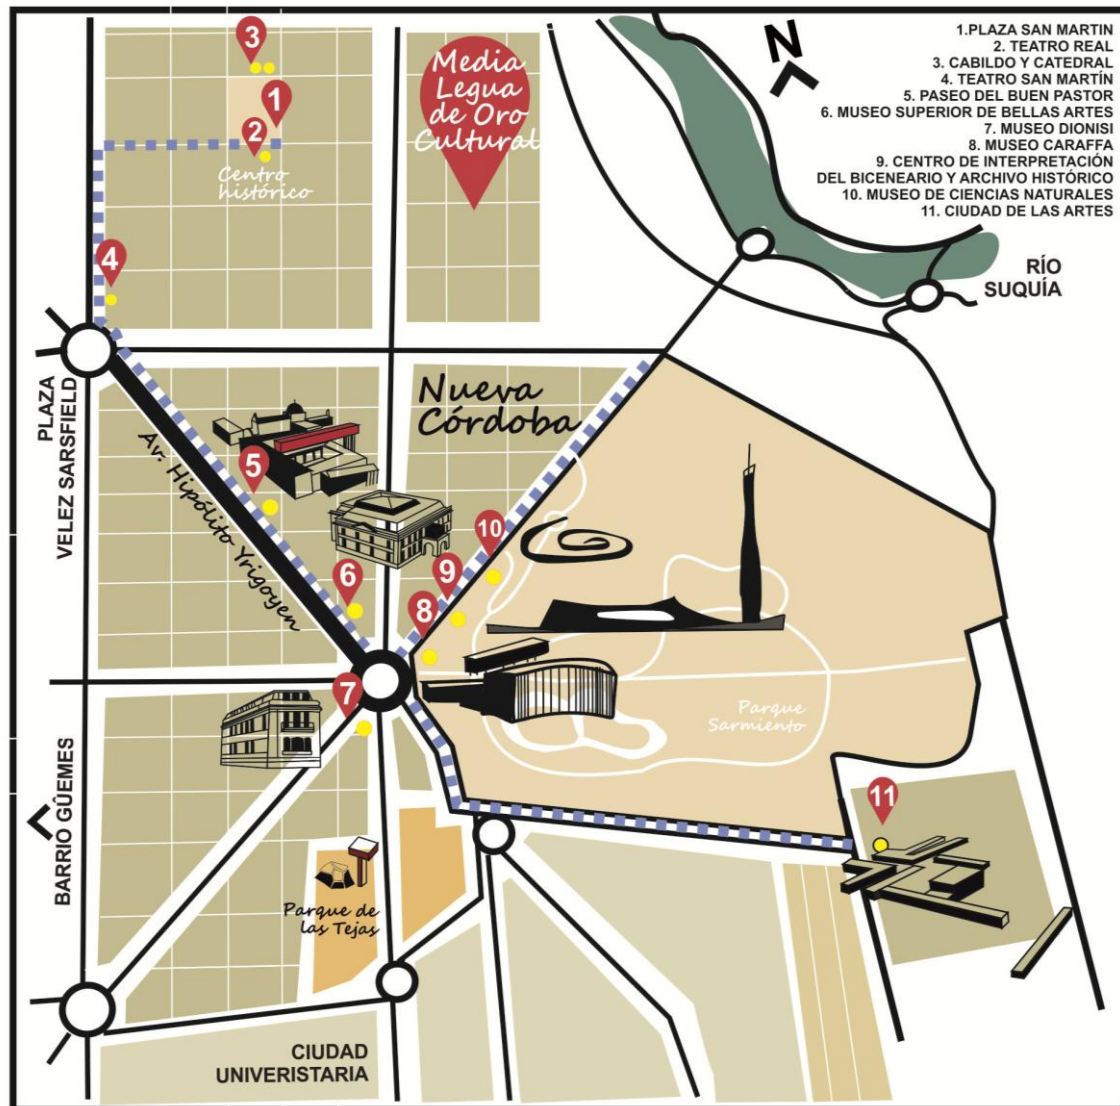 1.PLAZA SAN MARTIN
2. TEATRO REAL
3. CABILDO Y CATEDRAL
4. TEATRO SAN MARTÍN
5. PASEO DEL BUEN PASTOR
6. MUSEO SUPERIOR DE BELLAS ARTES
7. MUSEO DIONISI
8. MUSEO CARAFFA
9. CENTRO DE INTERPRETACIÓN
DEL BICENEARIO Y ARCHIVO HISTÓRICO
10. MUSEO DE CIENCIAS NATURALES
11. CIUDAD DE LAS ARTES
N
Media
Legua
de Oro
Cultural
3
1
2
Centro
histórico
4
RÍO
SUQUÍA
PLAZA
VELEZ SARSFIELD
Nueva
Córdoba
Av. Hipólito Yrigoyen
5
10
9
6
8
7
Parque
Sarmiento
BARRIO GÜEMES
11
Parque de
las Tejas
CIUDAD
UNIVERISTARIA